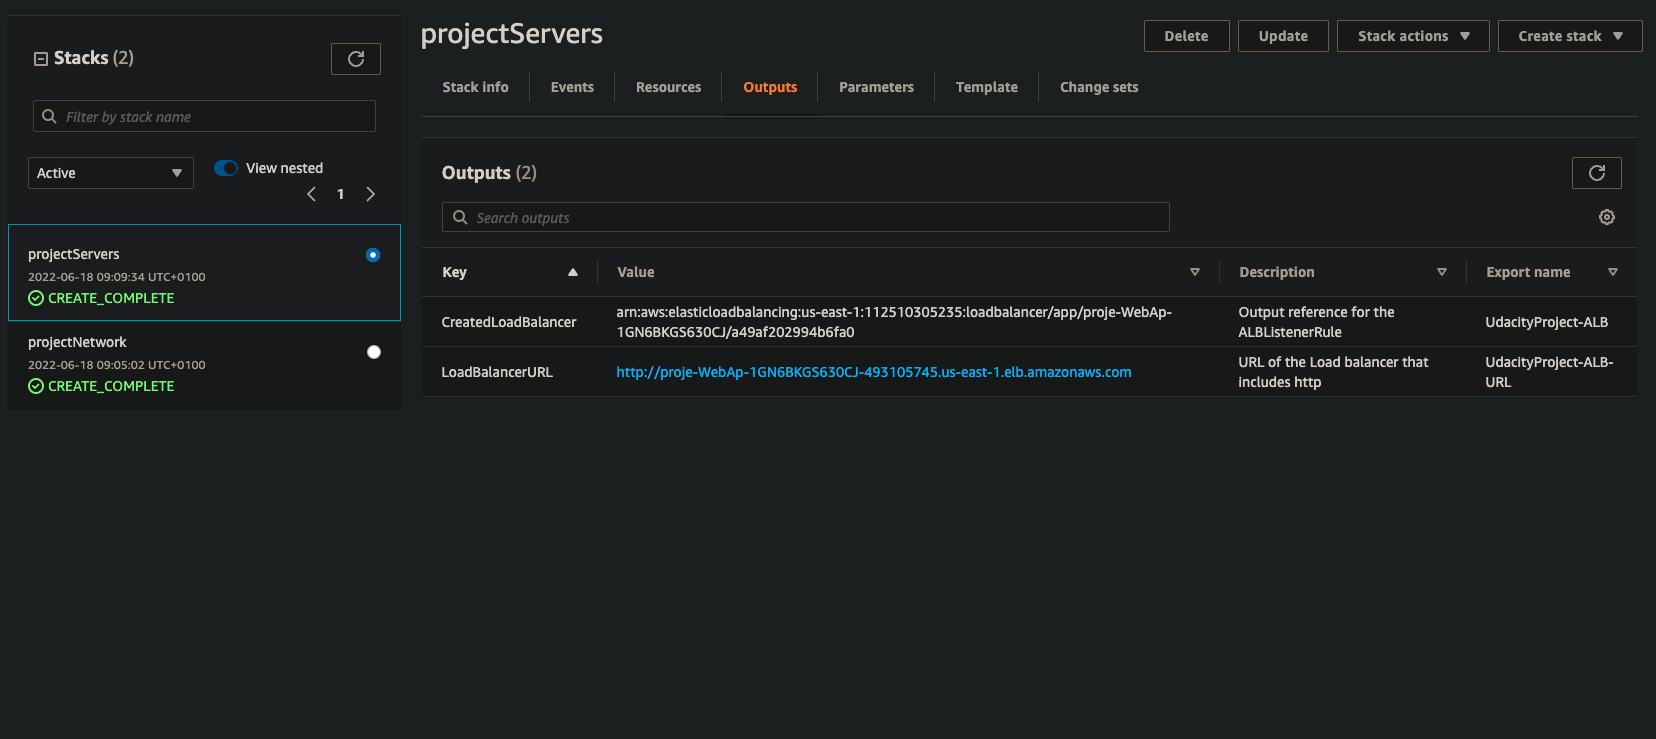 Stacks (2)
Filter by stack name
Active
View nested
1
projectServers
2022-06-18 09:09:34 UTC+0100
CREATE_COMPLETE
projectNetwork
2022-06-18 09:05:02 UTC+0100
CREATE_COMPLETE
projectServers
Delete
Update
Stack actions
Create stack
Stack info
Events
Resources
Outputs
Parameters
Template
Change sets
Outputs (2)
Search outputs
Key
Value
Description
Export name
CreatedLoadBalancer
arn:aws:elasticloadbalancing:us-east-1:112510305235:loadbalancer/app/proje-WebAp-
1GN6BKGS630CJ/a49af202994b6fa0
Output reference for the
ALBListenerRule
UdacityProject-ALB
LoadBalancerURL
http://proje-WebAp-1GN6BKGS630CJ-493105745.us-east-1.elb.amazonaws.com
URL of the Load balancer that
includes http
UdacityProject-ALB-
URL